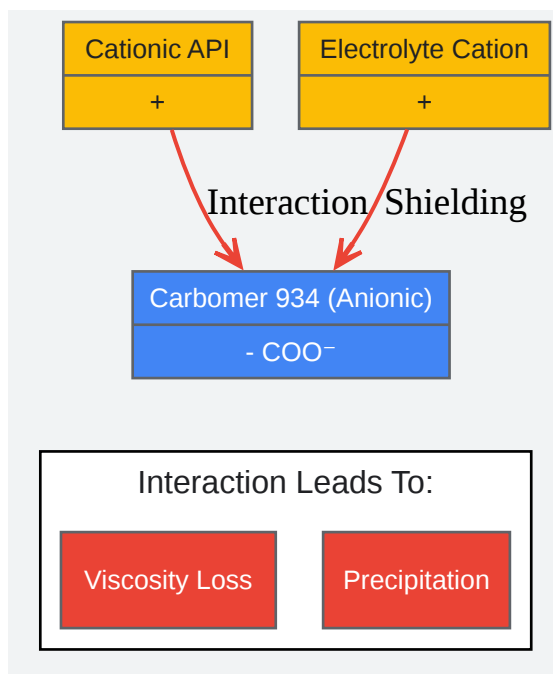 Cationic API
+
Electrolyte Cation
+
Interaction
Shielding
Carbomer 934 (Anionic)
- COO⁻
Interaction Leads To:
Viscosity Loss
Precipitation